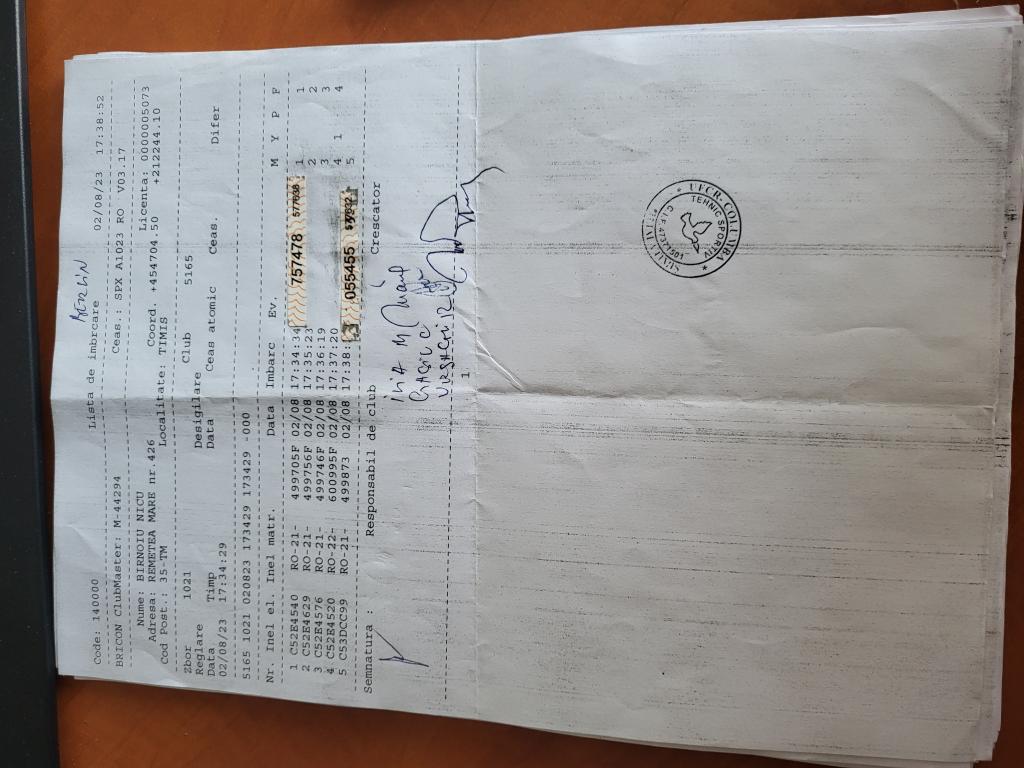 BERLIN
Code: 140000 Lista de imbrcare 02/08/23 17:38:52
BRICON ClubMaster: M-44294 Ceas.: SPX A1023 RO V03.17
Nume: BIRNOIU NICU Licenta: 0000005073
Adresa: REMETEA MARE nr.426 Coord. +454704.50 +212244.10
Cod Post.: 35-TM Localitate: TIMIS
Zbor 1021 Club 5165
Reglare Desigilare
Data Timp Data Ceas atomic Ceas. Difer
02/08/23 17:34:29
5165 1021 020823 173429 173429 -000
Nr. Inel el. Inel matr. Data Imbarc Ev. M Y P F
1 C52E4540 RO-21- 499705F 02/08 17:34:34 757478 577038 1 1
2 C52E4629 RO-21- 499756F 02/08 17:35:23 2 2
3 C52E4576 RO-21- 499746F 02/08 17:36:19 3 3
4 C52E4520 RO-22- 600995F 02/08 17:37:20 4 1 4
5 C53DCC99 RO-21- 499873 02/08 17:38: 055455 5
Semnatura : Responsabil de club Crescator
1
UFCR-COLUMBA
TEHNIC SPORTIV